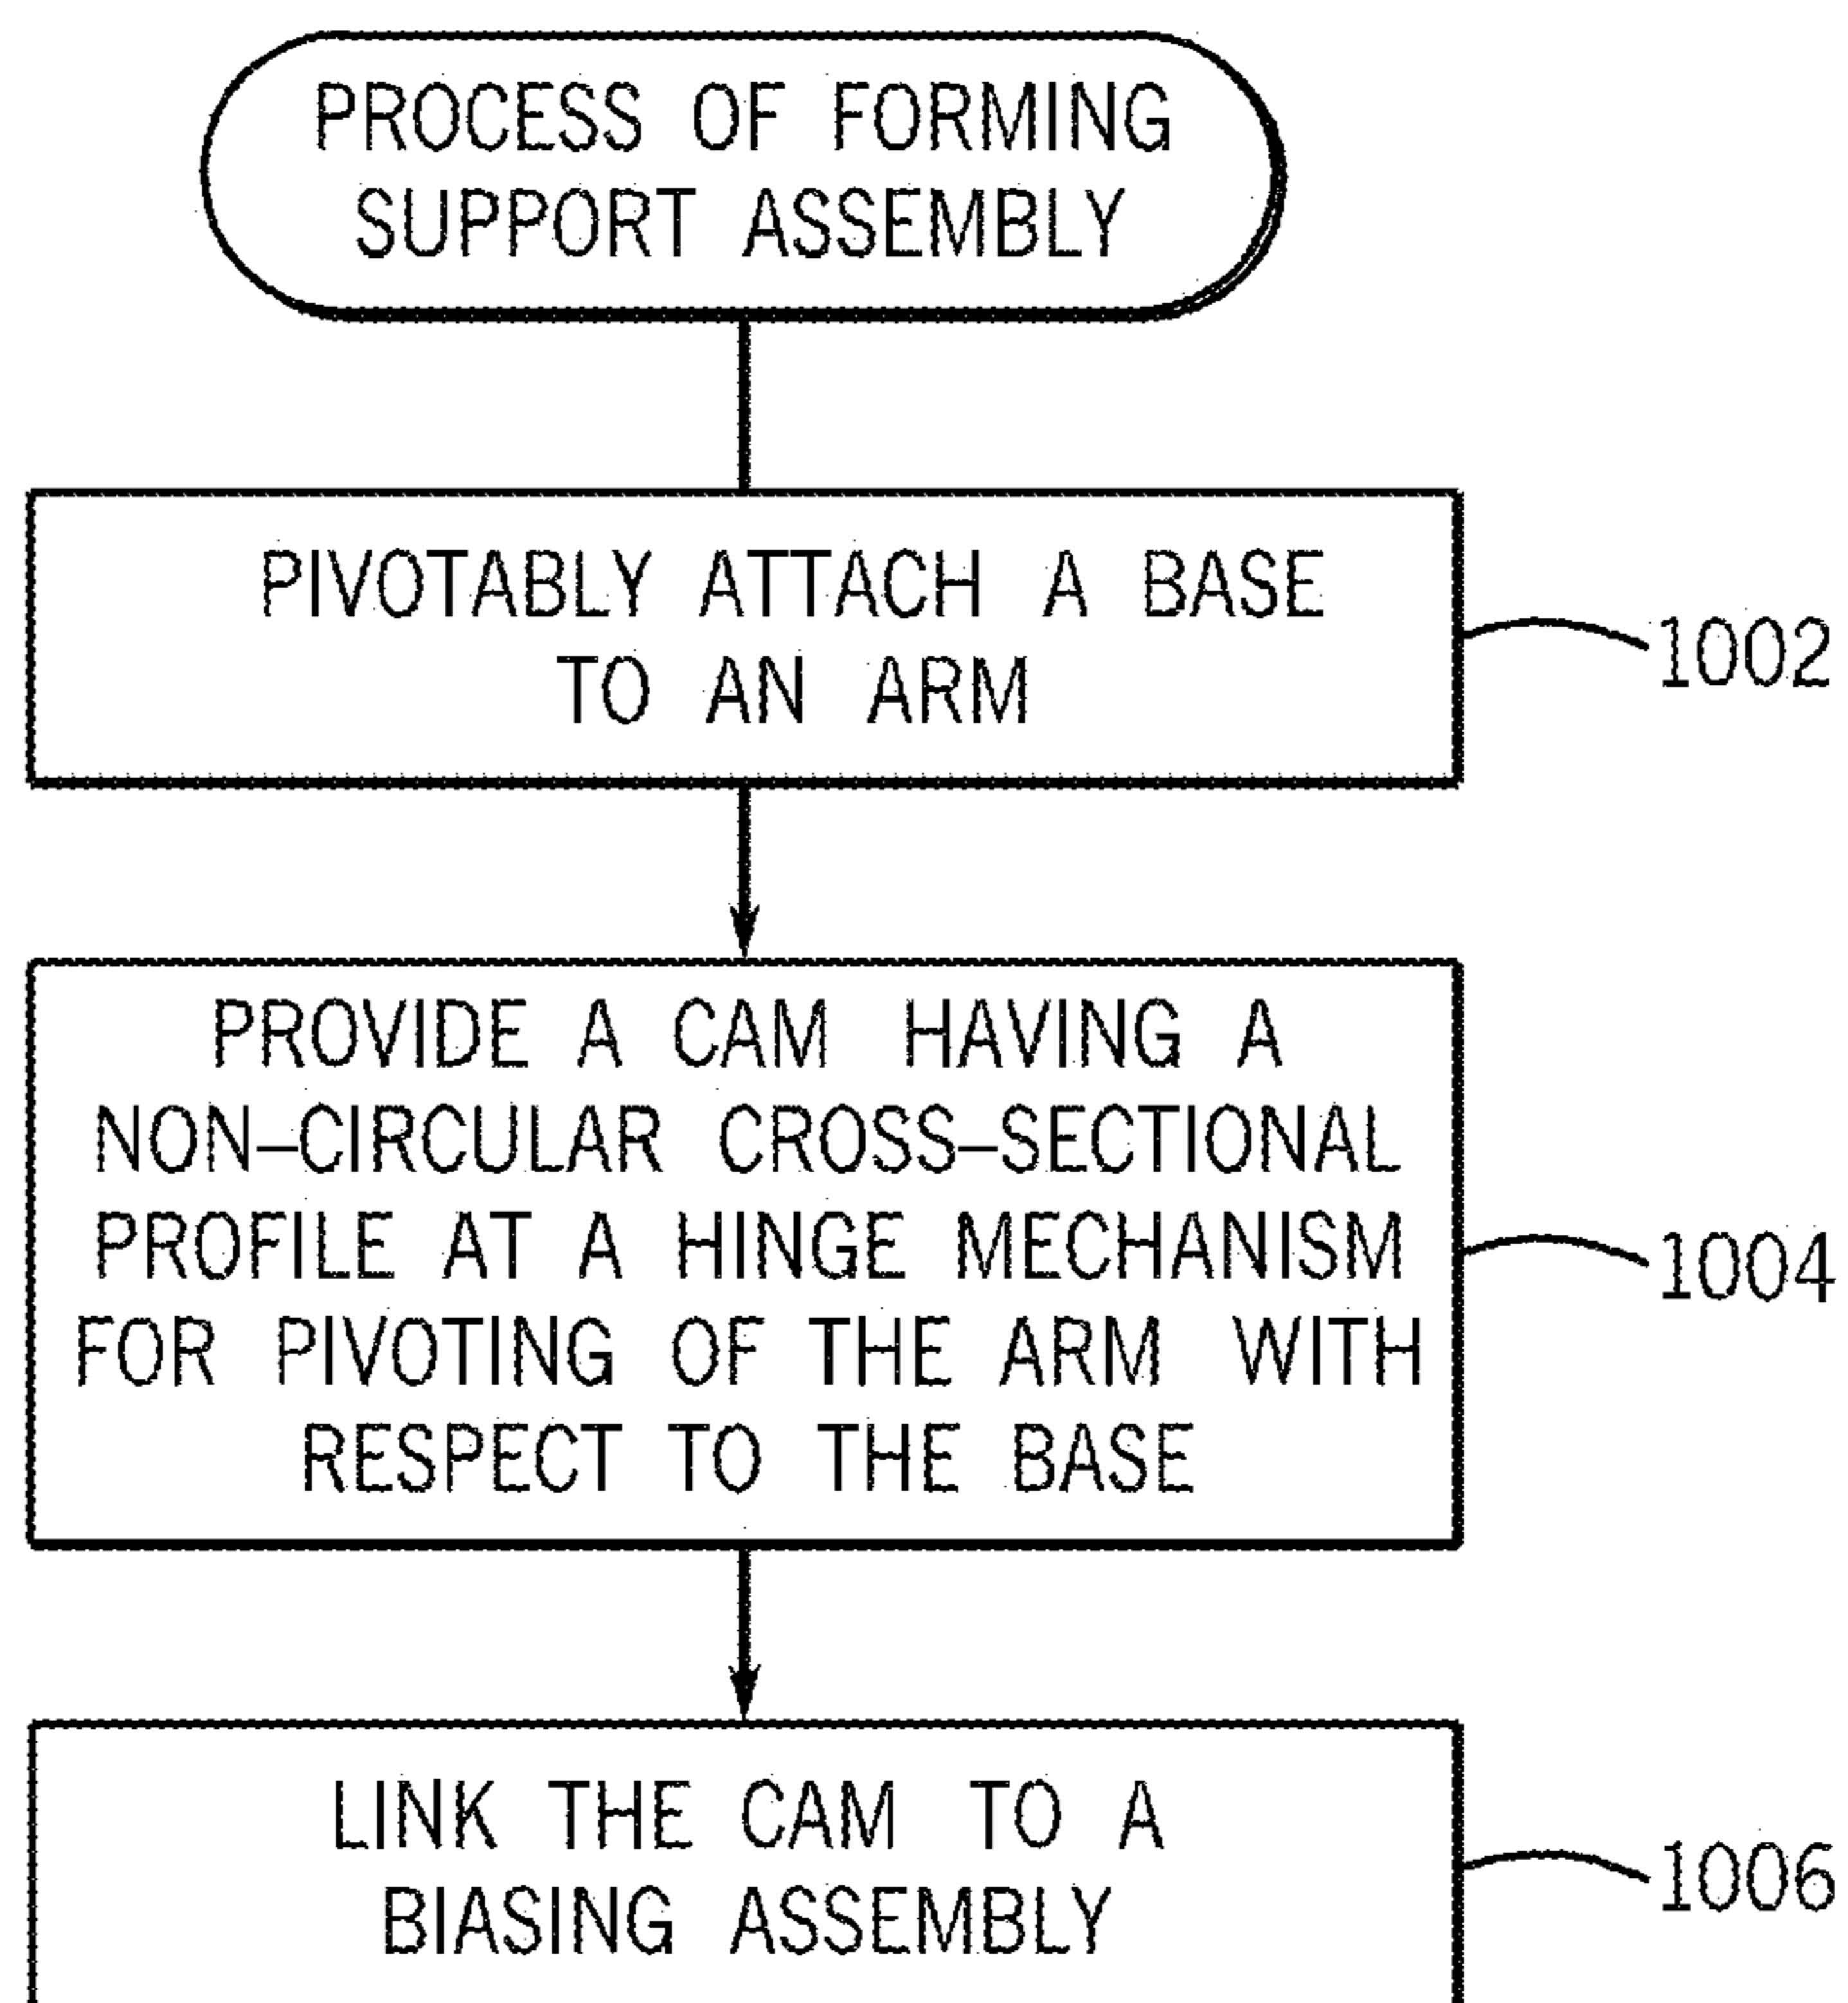 PROCESS OF FORMING
SUPPORT ASSEMBLY
PIVOTABLY ATTACH A BASE
TO AN ARM
1002
PROVIDE A CAM HAVING A
NON–CIRCULAR CROSS–SECTIONAL
PROFILE AT A HINGE MECHANISM
FOR PIVOTING OF THE ARM WITH
RESPECT TO THE BASE
1004
LINK THE CAM TO A
BIASING ASSEMBLY
1006